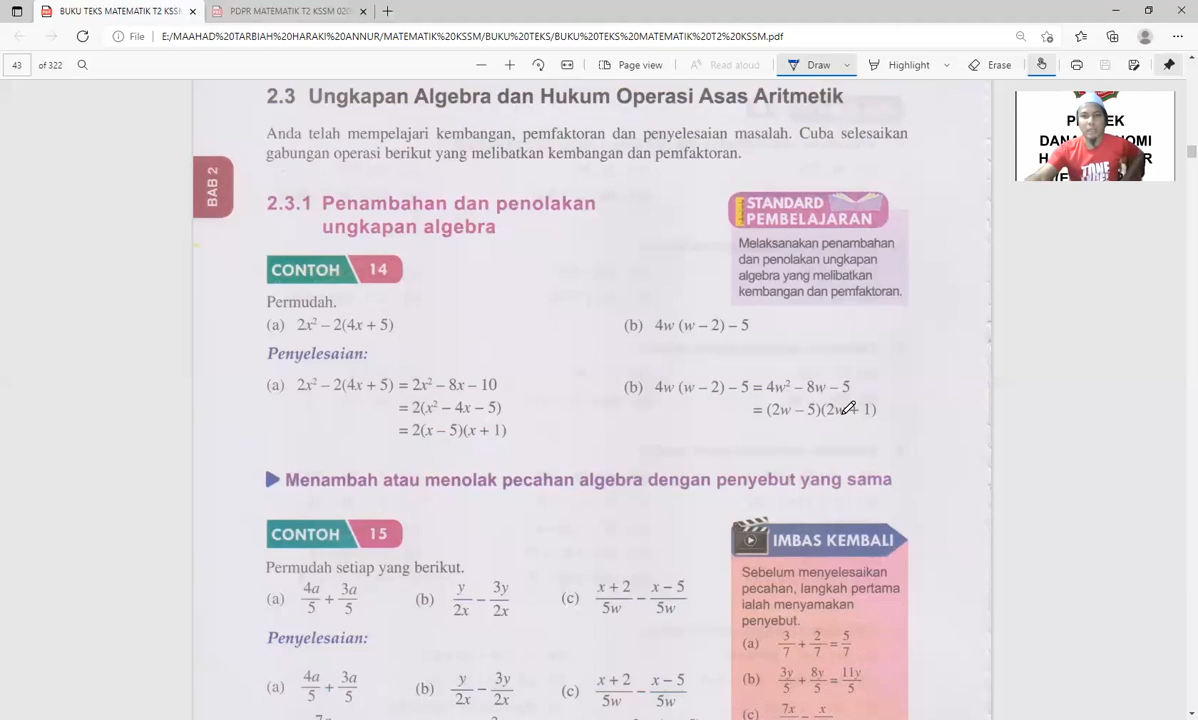 BUKU TEKS MATEMATIK T2 KSSM
PDPR MATEMATIK T2 KSSM 020
File
E:/MAAHAD%20TARBIAH%20HARAKI%20ANNUR/MATEMATIK%20KSSM/BUKU%20TEKS/BUKU%20TEKS%20MATEMATIK%20T2%20KSSM.pdf
43 of 322
Page view
Read aloud
Draw
Highlight
Erase
2.3 Ungkapan Algebra dan Hukum Operasi Asas Aritmetik
Anda telah mempelajari kembangan, pemfaktoran dan penyelesaian masalah. Cuba selesaikan
gabungan operasi berikut yang melibatkan kembangan dan pemfaktoran.
BAB 2
2.3.1 Penambahan dan penolakan
ungkapan algebra
STANDARD
PEMBELAJARAN
Melaksanakan penambahan
dan penolakan ungkapan
algebra yang melibatkan
kembangan dan pemfaktoran.
CONTOH 14
Permudah.
(a) 2x² – 2(4x + 5)
(b) 4w (w – 2) – 5
Penyelesaian:
(a) 2x² – 2(4x + 5) = 2x² – 8x – 10
= 2(x² – 4x – 5)
= 2(x – 5)(x + 1)
(b) 4w (w – 2) – 5 = 4w² – 8w – 5
= (2w – 5)(2w + 1)
Menambah atau menolak pecahan algebra dengan penyebut yang sama
CONTOH 15
Permudah setiap yang berikut.
(a) 4a/5 + 3a/5
(b) y/2x – 3y/2x
(c) x + 2/5w – x – 5/5w
Penyelesaian:
(a) 4a/5 + 3a/5
(b) y/2x – 3y/2x
(c) x + 2/5w – x – 5/5w
IMBAS KEMBALI
Sebelum menyelesaikan
pecahan, langkah pertama
ialah menyamakan
penyebut.
(a) 3/7 + 2/7 = 5/7
(b) 3y/5 + 8y/5 = 11y/5
(c) 7x – x